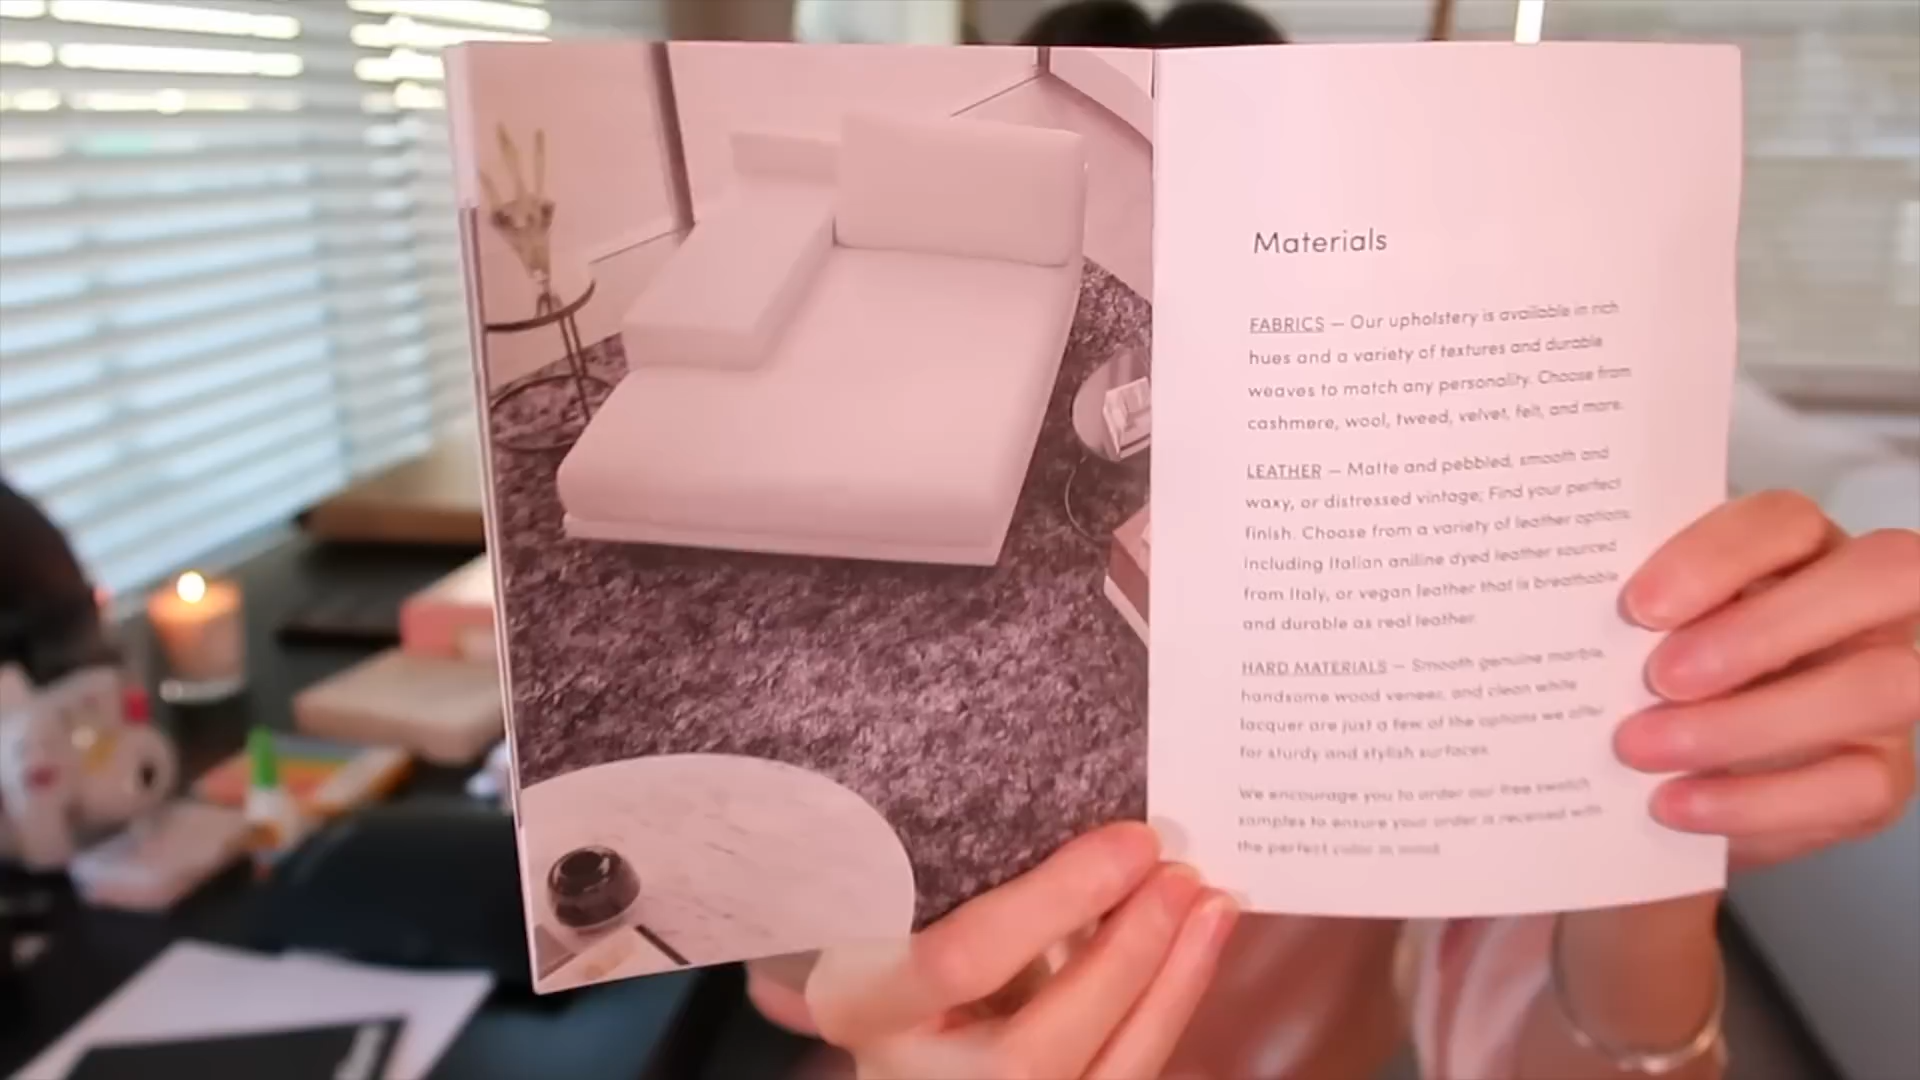 Materials
FABRICS — Our upholstery is available in rich
hues and a variety of textures and durable
weaves to match any personality. Choose from
cashmere, wool, tweed, velvet, felt, and more.
LEATHER — Matte and pebbled, smooth and
waxy, or distressed vintage; Find your perfect
finish. Choose from a variety of leather options
including Italian aniline dyed leather sourced
from Italy, or vegan leather that is breathable
and durable as real leather.
HARD MATERIALS — Smooth genuine marble,
handsome wood veneer, and clean white
lacquer are just a few of the options we offer
for sturdy and stylish surfaces.
We encourage you to order our free swatch
samples to ensure your order is received with
the perfect color in mind.